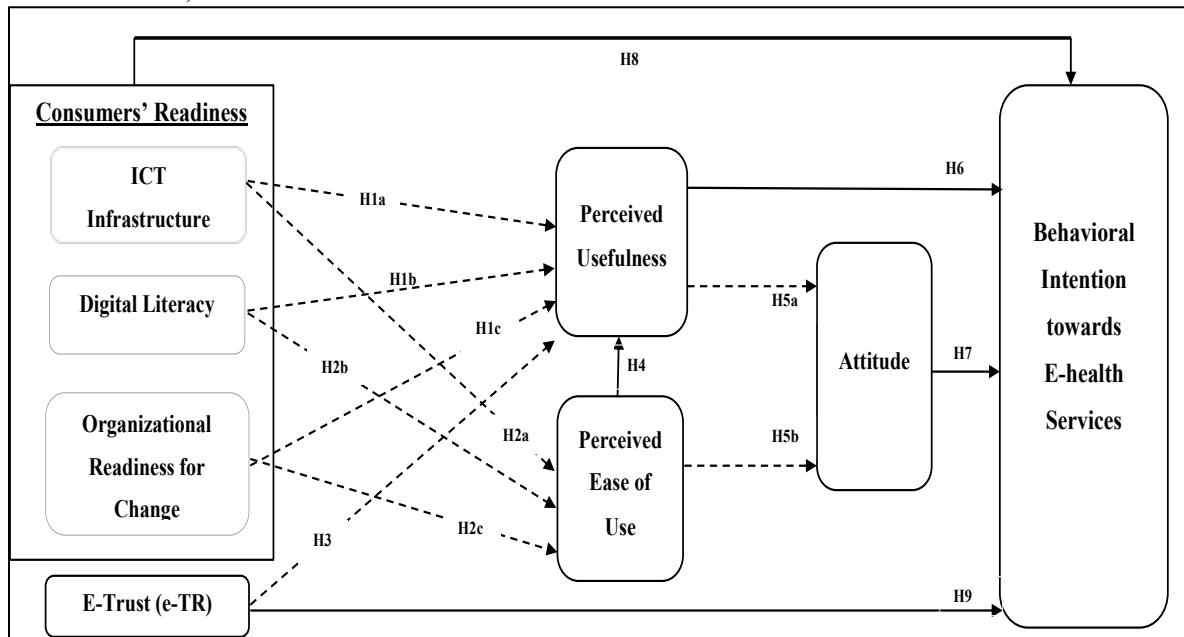 H8
Consumers’ Readiness
ICT
Infrastructure
Digital Literacy
Organizational
Readiness for
Change
E-Trust (e-TR)
H1a
H1b
H1c
H2b
H2a
H2c
H3
Perceived
Usefulness
H4
Perceived
Ease of
Use
H6
H5a
H5b
Attitude
H7
H9
Behavioral
Intention
towards
E-health
Services